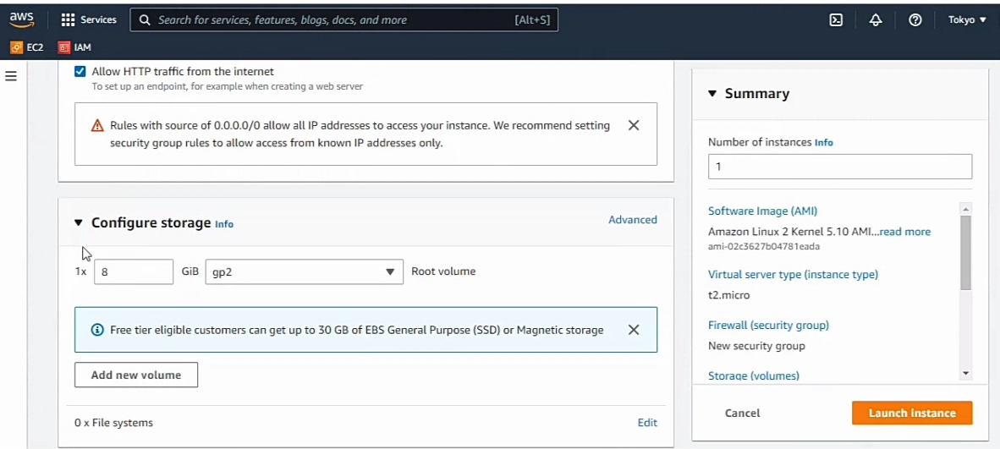 aws
Services
Search for services, features, blogs, docs, and more
[Alt+S]
Tokyo
EC2
IAM
Allow HTTP traffic from the internet
To set up an endpoint, for example when creating a web server
Rules with source of 0.0.0.0/0 allow all IP addresses to access your instance. We recommend setting
security group rules to allow access from known IP addresses only.
Configure storage Info
Advanced
1x
8
GiB
gp2
Root volume
Free tier eligible customers can get up to 30 GB of EBS General Purpose (SSD) or Magnetic storage
Add new volume
0 x File systems
Edit
Summary
Number of instances Info
1
Software Image (AMI)
Amazon Linux 2 Kernel 5.10 AMI...read more
ami-02c3627b04781eada
Virtual server type (instance type)
t2.micro
Firewall (security group)
New security group
Storage (volumes)
Cancel
Launch instance